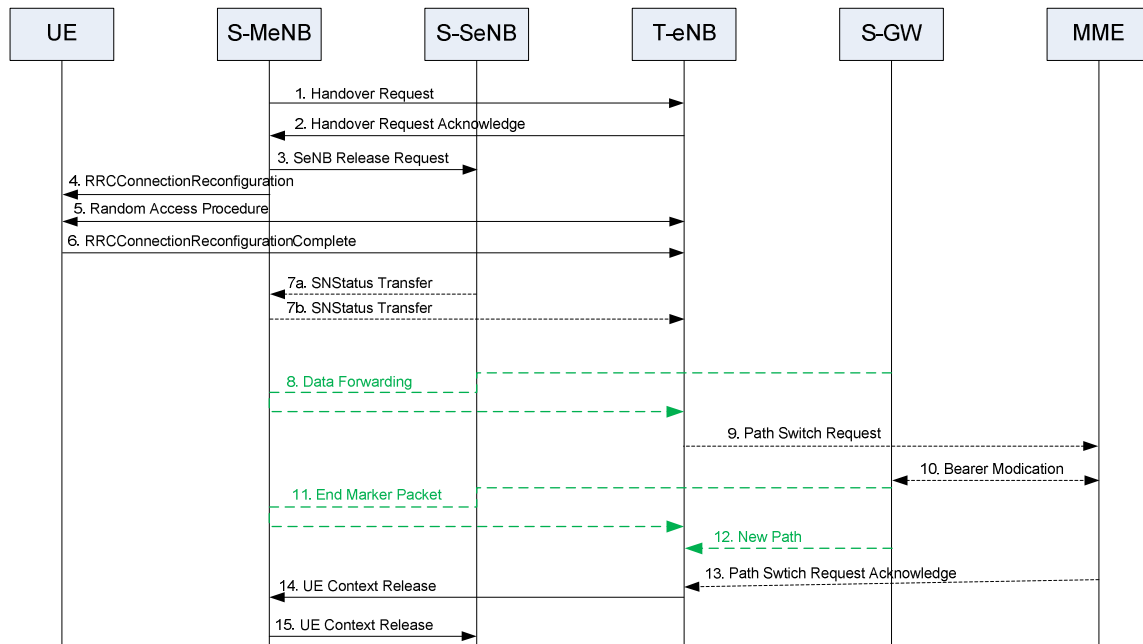 UE
S-MeNB
S-SeNB
T-eNB
S-GW
MME
1. Handover Request
2. Handover Request Acknowledge
3. SeNB Release Request
4. RRCConnectionReconfiguration
5. Random Access Procedure
6. RRCConnectionReconfigurationComplete
7a. SNStatus Transfer
7b. SNStatus Transfer
8. Data Forwarding
9. Path Switch Request
10. Bearer Modication
11. End Marker Packet
12. New Path
13. Path Swtich Request Acknowledge
14. UE Context Release
15. UE Context Release